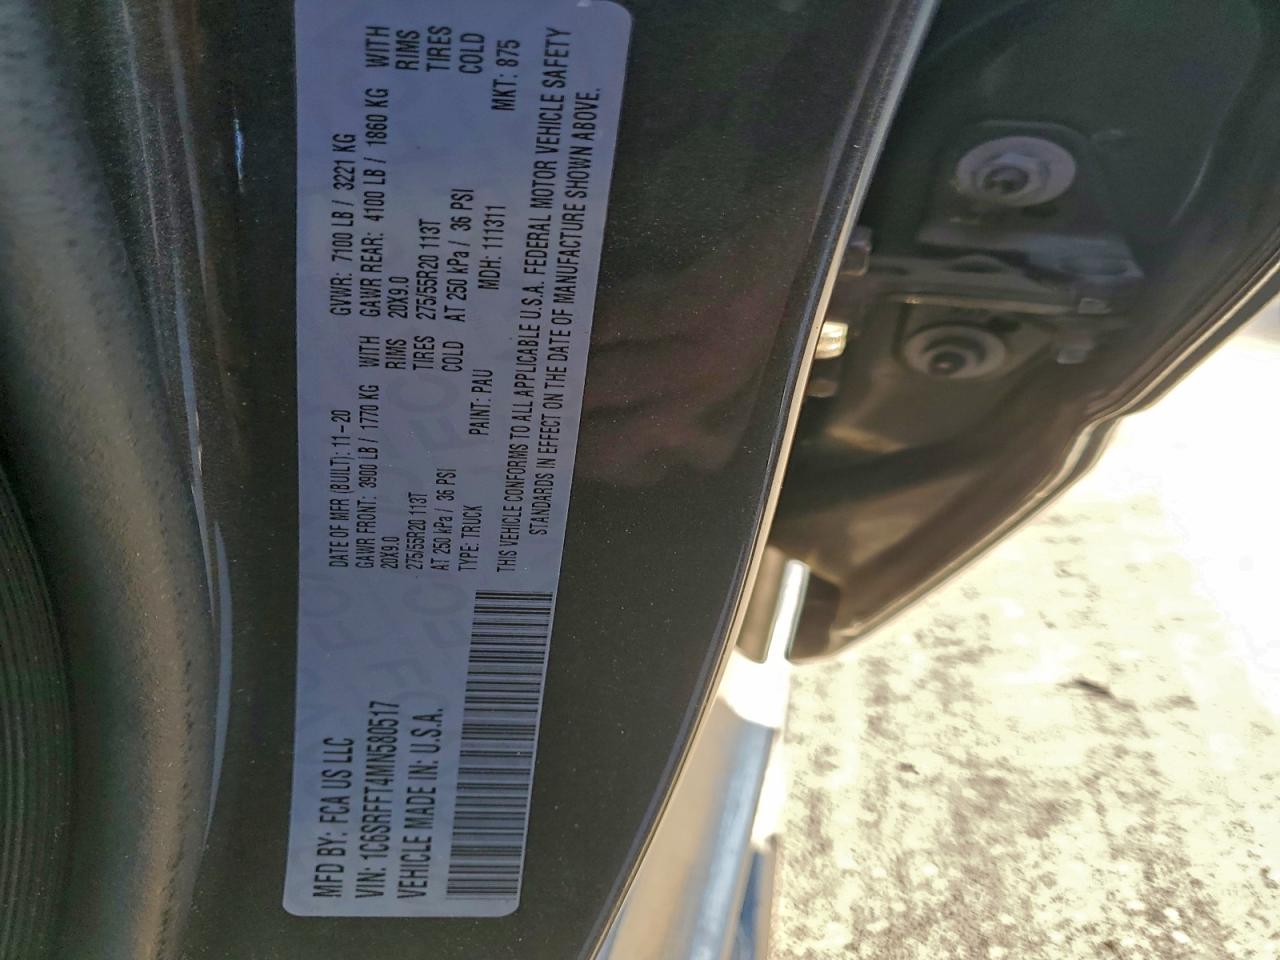 MFD BY: FCA US LLC
VIN: 1C6SRFFT4MN580517
VEHICLE MADE IN: U.S.A.
DATE OF MFR (BUILT): 11-20 GVWR: 7100 LB / 3221 KG
GAWR FRONT: 3900 LB / 1770 KG WITH GAWR REAR: 4100 LB / 1860 KG WITH
20X9.0 RIMS 20X9.0 RIMS
275/55R20 113T TIRES 275/55R20 113T TIRES
AT 250 kPa / 36 PSI COLD AT 250 kPa / 36 PSI COLD
TYPE: TRUCK PAINT: PAU MDH: 111311 MKT: 875
THIS VEHICLE CONFORMS TO ALL APPLICABLE U.S.A. FEDERAL MOTOR VEHICLE SAFETY
STANDARDS IN EFFECT ON THE DATE OF MANUFACTURE SHOWN ABOVE.